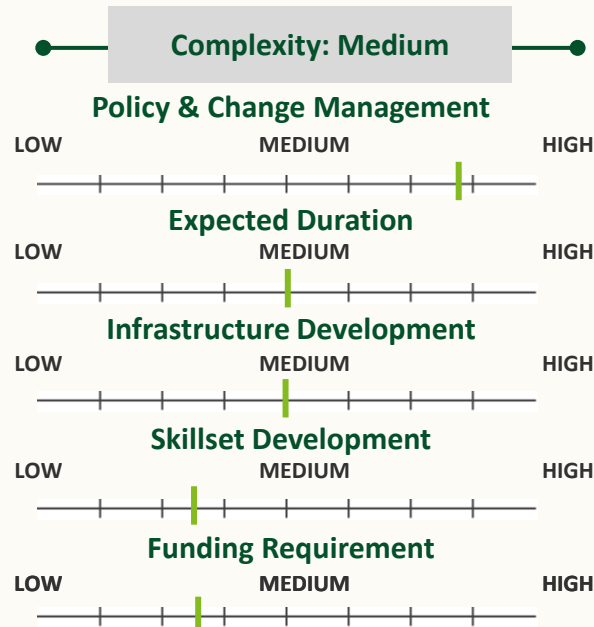 Complexity: Medium
Policy & Change Management
LOW MEDIUM HIGH
Expected Duration
LOW MEDIUM HIGH
Infrastructure Development
LOW MEDIUM HIGH
Skillset Development
LOW MEDIUM HIGH
Funding Requirement
LOW MEDIUM HIGH